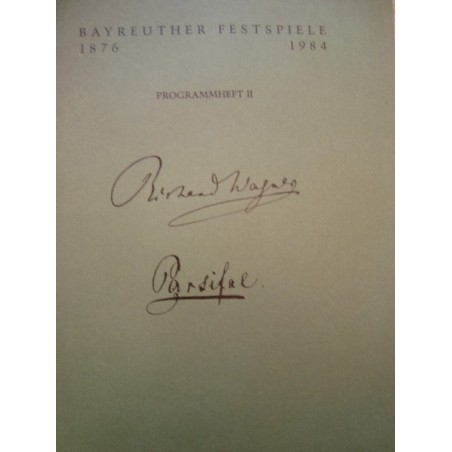 BAYREUTHER FESTSPIELE
1876 1984
PROGRAMMHEFT II
Richard Wagner
Parsifal.